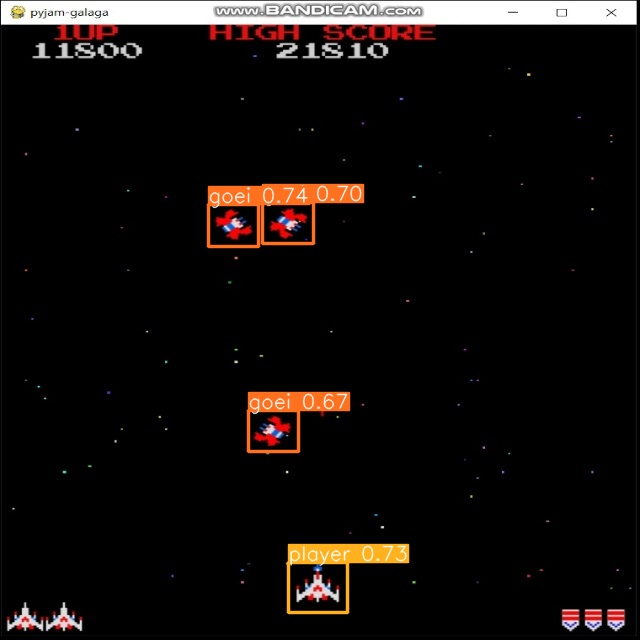 pyjam-galaga
www.BANDICAM.com
1UP HIGH SCORE
11800 21810
goei 0.74 0.70
goei 0.67
player 0.73